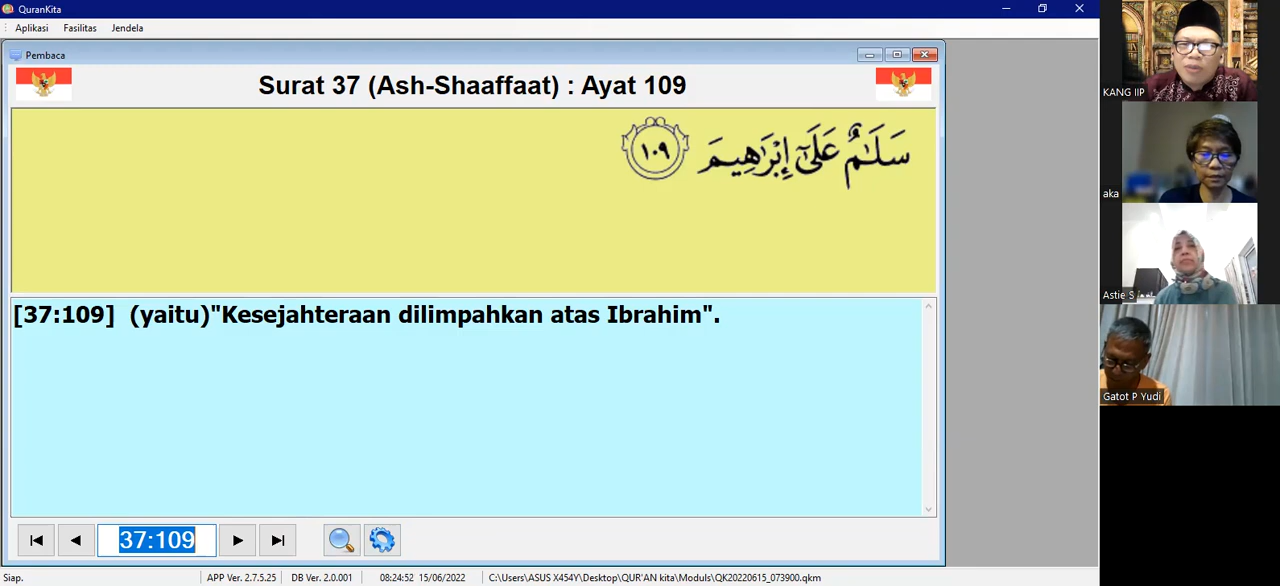 QuranKita
Aplikasi Fasilitas Jendela
Pembaca
Surat 37 (Ash-Shaaffaat) : Ayat 109
سَلَـٰمٌ عَلَىٰٓ إِبْرَٰهِيمَ ١٠٩
[37:109] (yaitu)"Kesejahteraan dilimpahkan atas Ibrahim".
37:109
Siap. APP Ver. 2.7.5.25 DB Ver. 2.0.001 08:24:52 15/06/2022 C:\Users\ASUS X454Y\Desktop\QUR'AN kita\Moduls\QK20220615_073900.qkm
KANG IIP
aka
Astie S
Gatot P Yudi